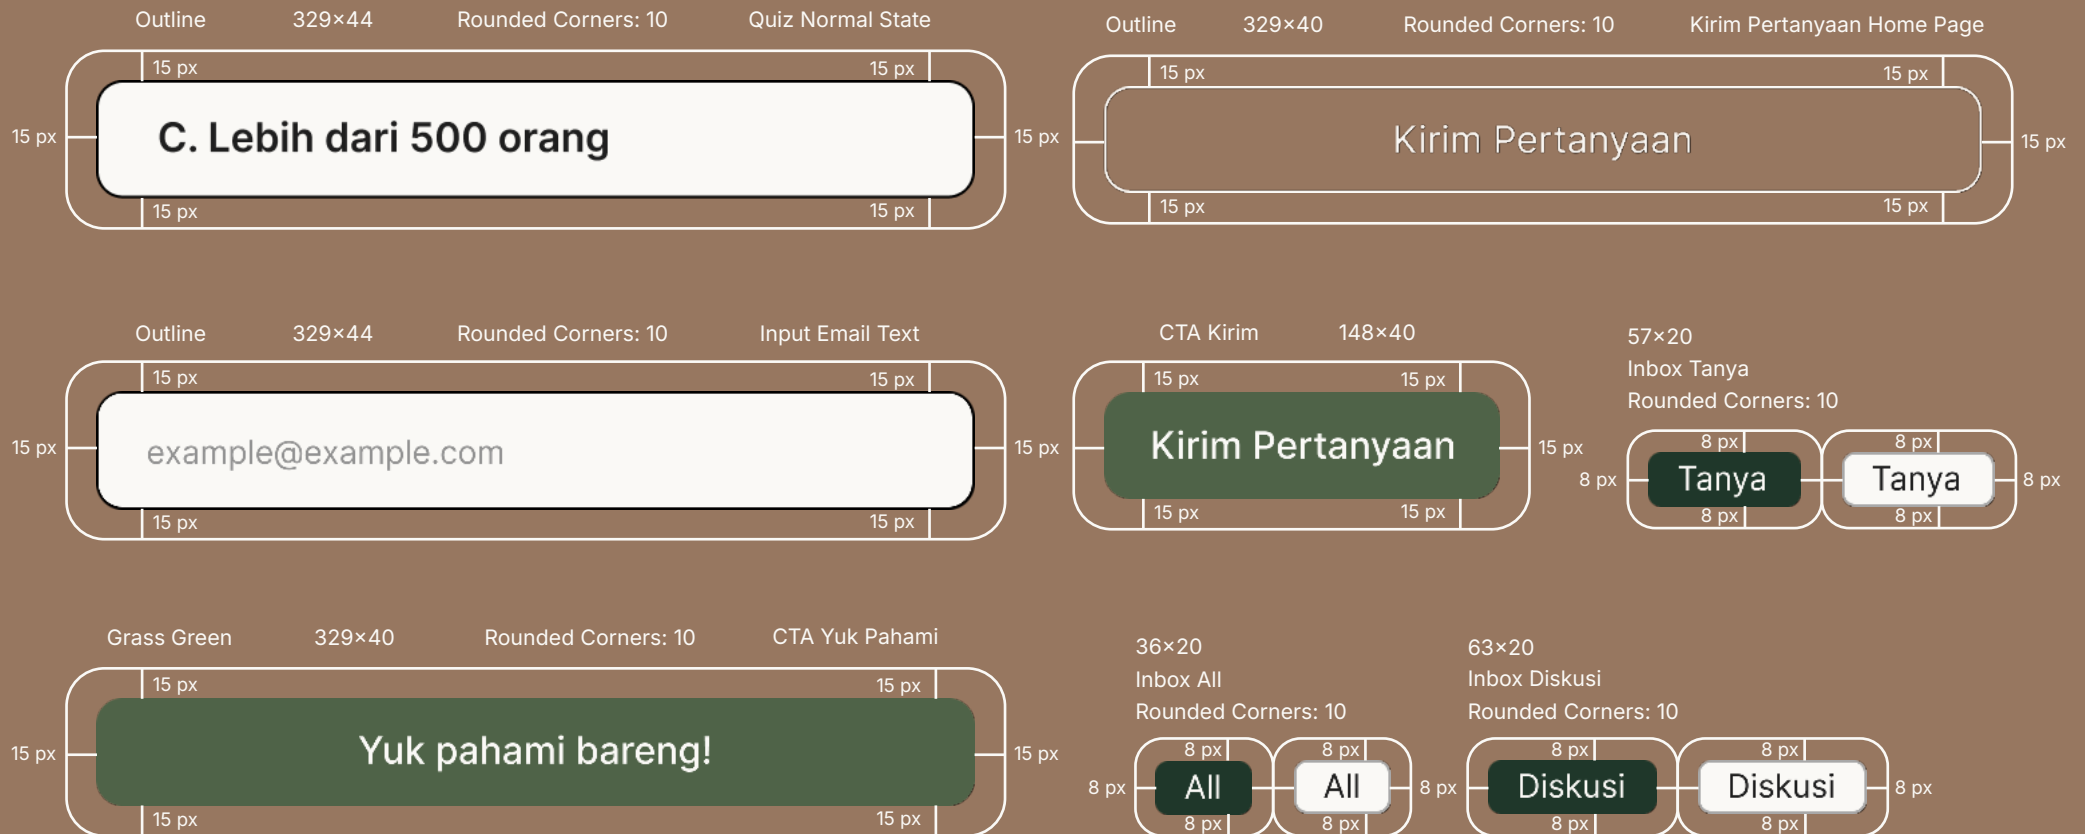 Outline 329×44 Rounded Corners: 10 Quiz Normal State
15 px 15 px
15 px C. Lebih dari 500 orang 15 px
15 px 15 px
Outline 329×40 Rounded Corners: 10 Kirim Pertanyaan Home Page
15 px 15 px
Kirim Pertanyaan 15 px
15 px 15 px
Outline 329×44 Rounded Corners: 10 Input Email Text
15 px 15 px
15 px example@example.com 15 px
15 px 15 px
CTA Kirim 148×40
15 px 15 px
Kirim Pertanyaan 15 px
15 px 15 px
57×20
Inbox Tanya
Rounded Corners: 10
8 px 8 px
8 px Tanya Tanya 8 px
8 px 8 px
Grass Green 329×40 Rounded Corners: 10 CTA Yuk Pahami
15 px 15 px
15 px Yuk pahami bareng! 15 px
15 px 15 px
36×20
Inbox All
Rounded Corners: 10
8 px 8 px
8 px All All 8 px
8 px 8 px
63×20
Inbox Diskusi
Rounded Corners: 10
8 px 8 px
Diskusi Diskusi 8 px
8 px 8 px